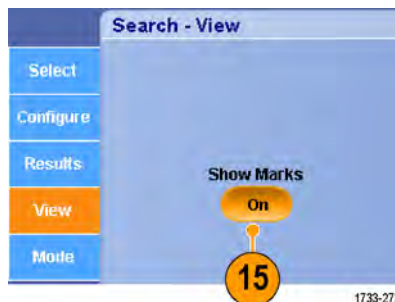 Search - View
Select
Configure
Results
View
Mode
Show Marks
On
15
1733-27